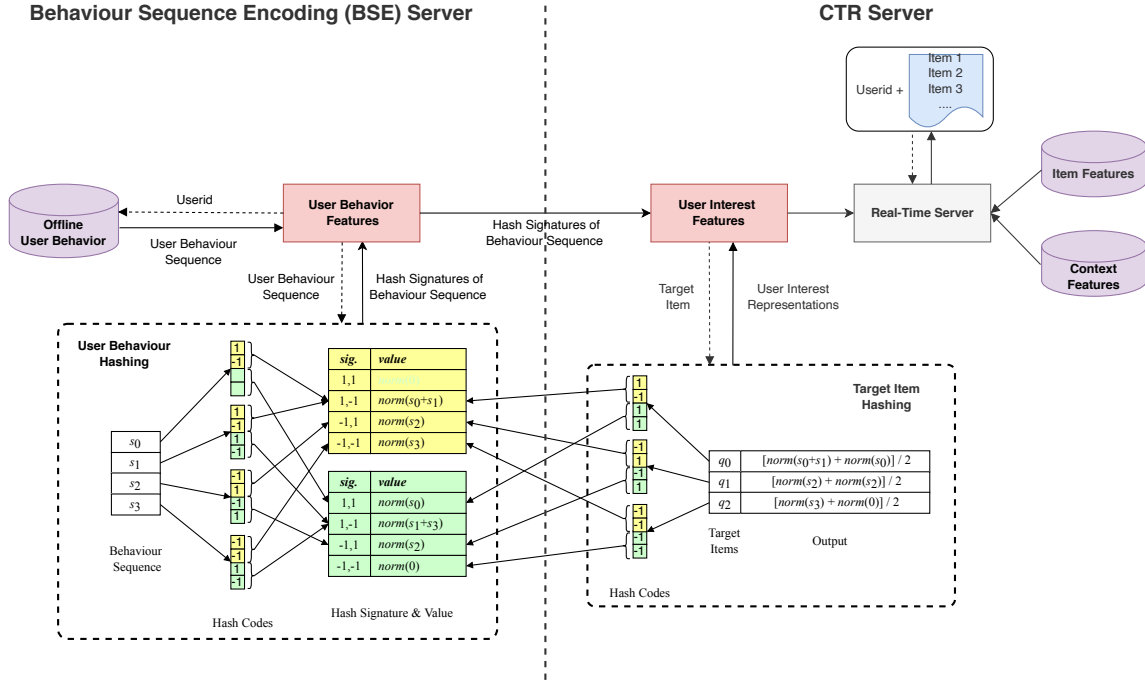 Behaviour Sequence Encoding (BSE) Server
CTR Server
Userid +
Item 1
Item 2
Item 3
....
Offline
User Behavior
Userid
User Behaviour
Sequence
User Behavior
Features
Hash Signatures of
Behaviour Sequence
User Interest
Features
Real-Time Server
Item Features
Context
Features
User Behaviour
Sequence
Hash Signatures of
Behaviour Sequence
Target
Item
User Interest
Representations
User Behaviour
Hashing
s0
s1
s2
s3
Behaviour
Sequence
1
-1
1
-1
1
-1
-1
1
-1
1
-1
-1
1
-1
Hash Codes
sig. value
1,1
1,-1 norm(s0+s1)
-1,1 norm(s2)
-1,-1 norm(s3)
sig. value
1,1 norm(s0)
1,-1 norm(s1+s3)
-1,1 norm(s2)
-1,-1 norm(0)
Hash Signature & Value
Target Item
Hashing
1
-1
1
1
-1
1
-1
1
-1
-1
-1
-1
Hash Codes
q0 [norm(s0+s1) + norm(s0)] / 2
q1 [norm(s2) + norm(s2)] / 2
q2 [norm(s3) + norm(0)] / 2
Target
Items
Output